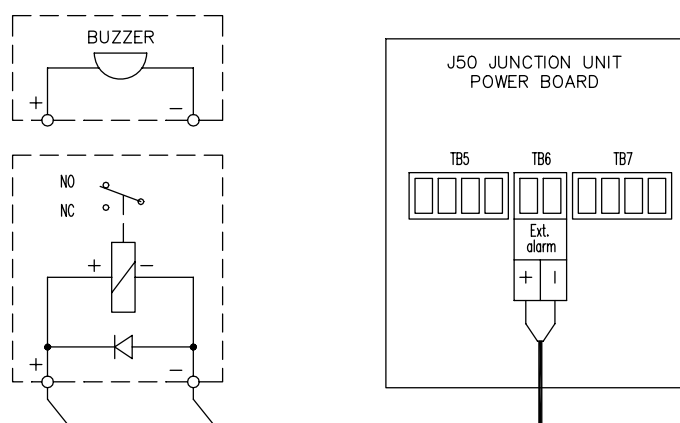 BUZZER
+ −
NO
NC
+ −
+ −
J50 JUNCTION UNIT
POWER BOARD
TB5 TB6 TB7
Ext.
alarm
+ −